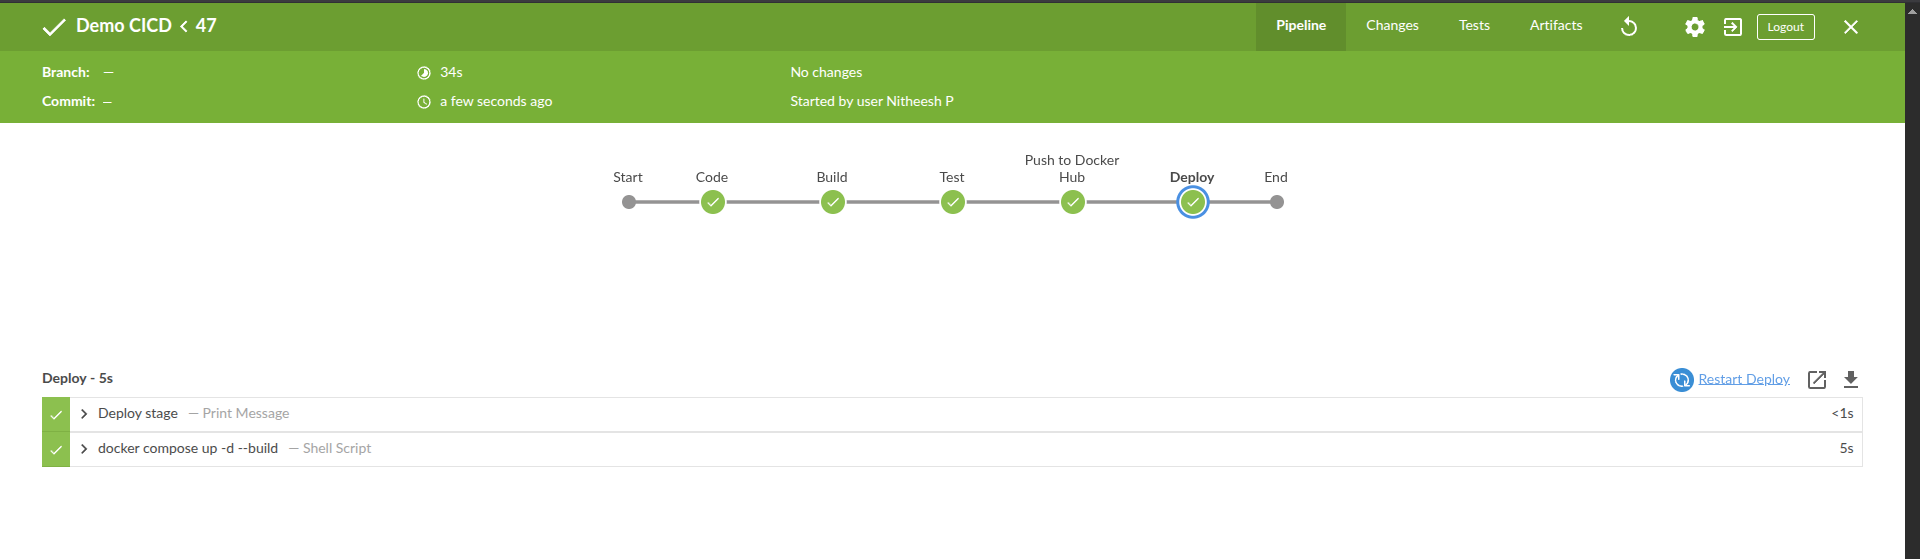 Demo CICD < 47
Pipeline
Changes
Tests
Artifacts
Logout
Branch: —
34s
No changes
Commit: —
a few seconds ago
Started by user Nitheesh P
Start
Code
Build
Test
Push to Docker
Hub
Deploy
End
Deploy - 5s
Restart Deploy
Deploy stage — Print Message
<1s
docker compose up -d --build — Shell Script
5s